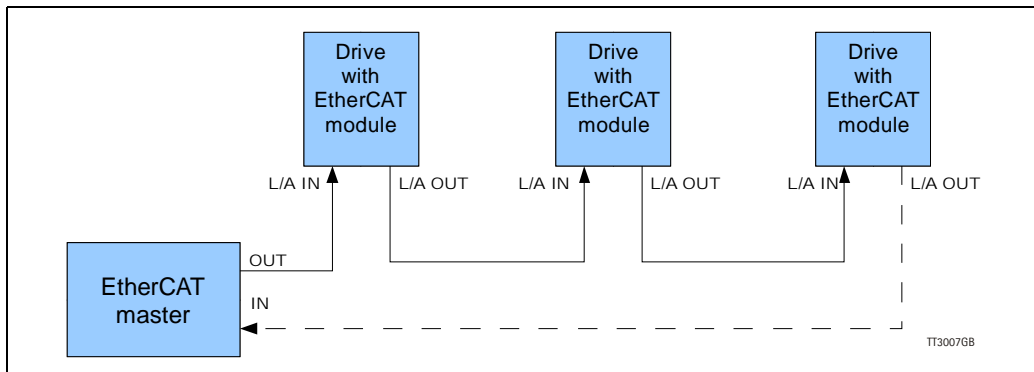 Drive
with
EtherCAT
module
Drive
with
EtherCAT
module
Drive
with
EtherCAT
module
L/A IN
L/A OUT
L/A IN
L/A OUT
L/A IN
L/A OUT
OUT
EtherCAT
master
IN
TT3007GB